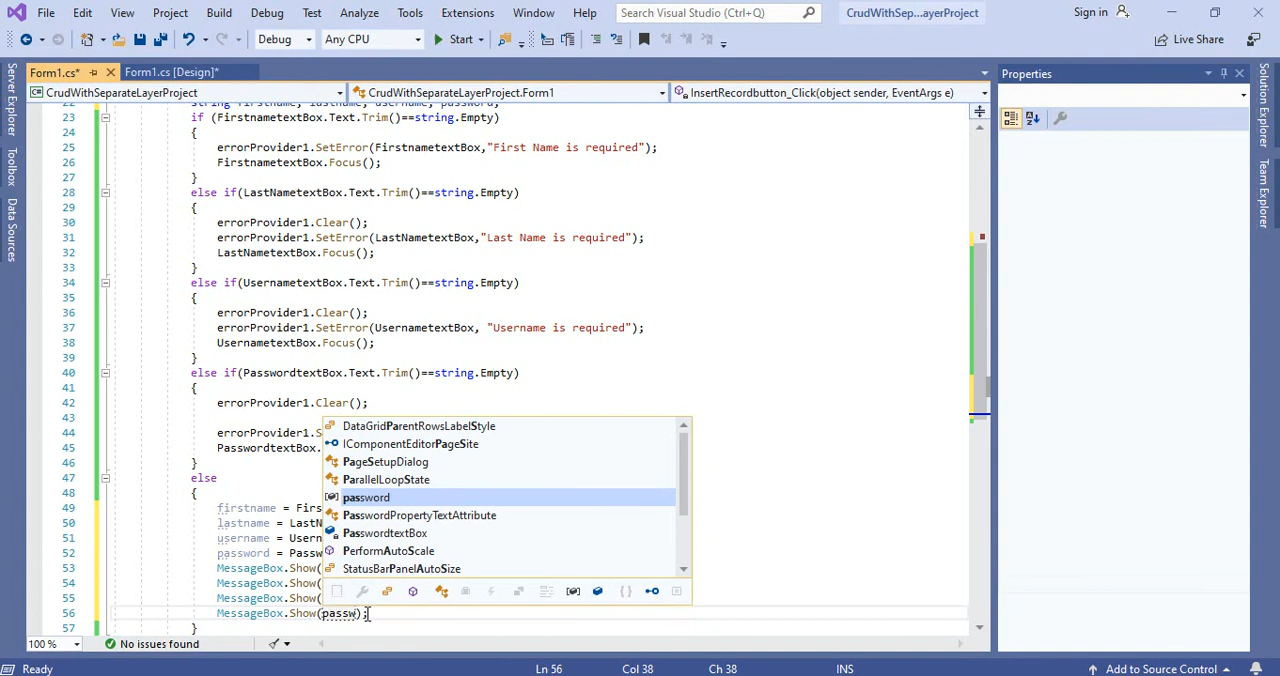 File Edit View Project Build Debug Test Analyze Tools Extensions Window Help Search Visual Studio (Ctrl+Q) CrudWithSep...ayerProject Sign in
Debug Any CPU Start Live Share
Form1.cs* Form1.cs [Design]* Properties
CrudWithSeparateLayerProject CrudWithSeparateLayerProject.Form1 InsertRecordbutton_Click(object sender, EventArgs e)
22 string firstname, lastname, username, password;
23 if (FirstnametextBox.Text.Trim()==string.Empty)
24 {
25 errorProvider1.SetError(FirstnametextBox,"First Name is required");
26 FirstnametextBox.Focus();
27 }
28 else if(LastNametextBox.Text.Trim()==string.Empty)
29 {
30 errorProvider1.Clear();
31 errorProvider1.SetError(LastNametextBox,"Last Name is required");
32 LastNametextBox.Focus();
33 }
34 else if(UsernametextBox.Text.Trim()==string.Empty)
35 {
36 errorProvider1.Clear();
37 errorProvider1.SetError(UsernametextBox, "Username is required");
38 UsernametextBox.Focus();
39 }
40 else if(PasswordtextBox.Text.Trim()==string.Empty)
41 {
42 errorProvider1.Clear();
43
44 errorProvider1.S
45 PasswordtextBox.
46 }
47 else
48 {
49 firstname = Firs
50 lastname = LastN
51 username = Usern
52 password = Passw
53 MessageBox.Show(
54 MessageBox.Show(
55 MessageBox.Show(
56 MessageBox.Show(passw);
57 }
DataGridParentRowsLabelStyle
IComponentEditorPageSite
PageSetupDialog
ParallelLoopState
password
PasswordPropertyTextAttribute
PasswordtextBox
PerformAutoScale
StatusBarPanelAutoSize
Server Explorer
Toolbox
Data Sources
Solution Explorer
Team Explorer
100 % No issues found
Ready Ln 56 Col 38 Ch 38 INS Add to Source Control